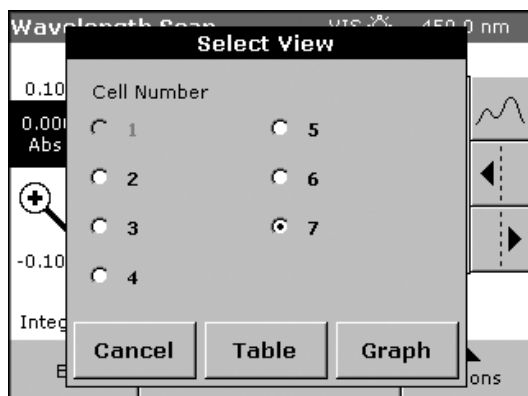 Select View
nm
0.10
Cell Number
Abs
1
2
3
4
5
6
7
-0.10
Cancel
Table
Graph